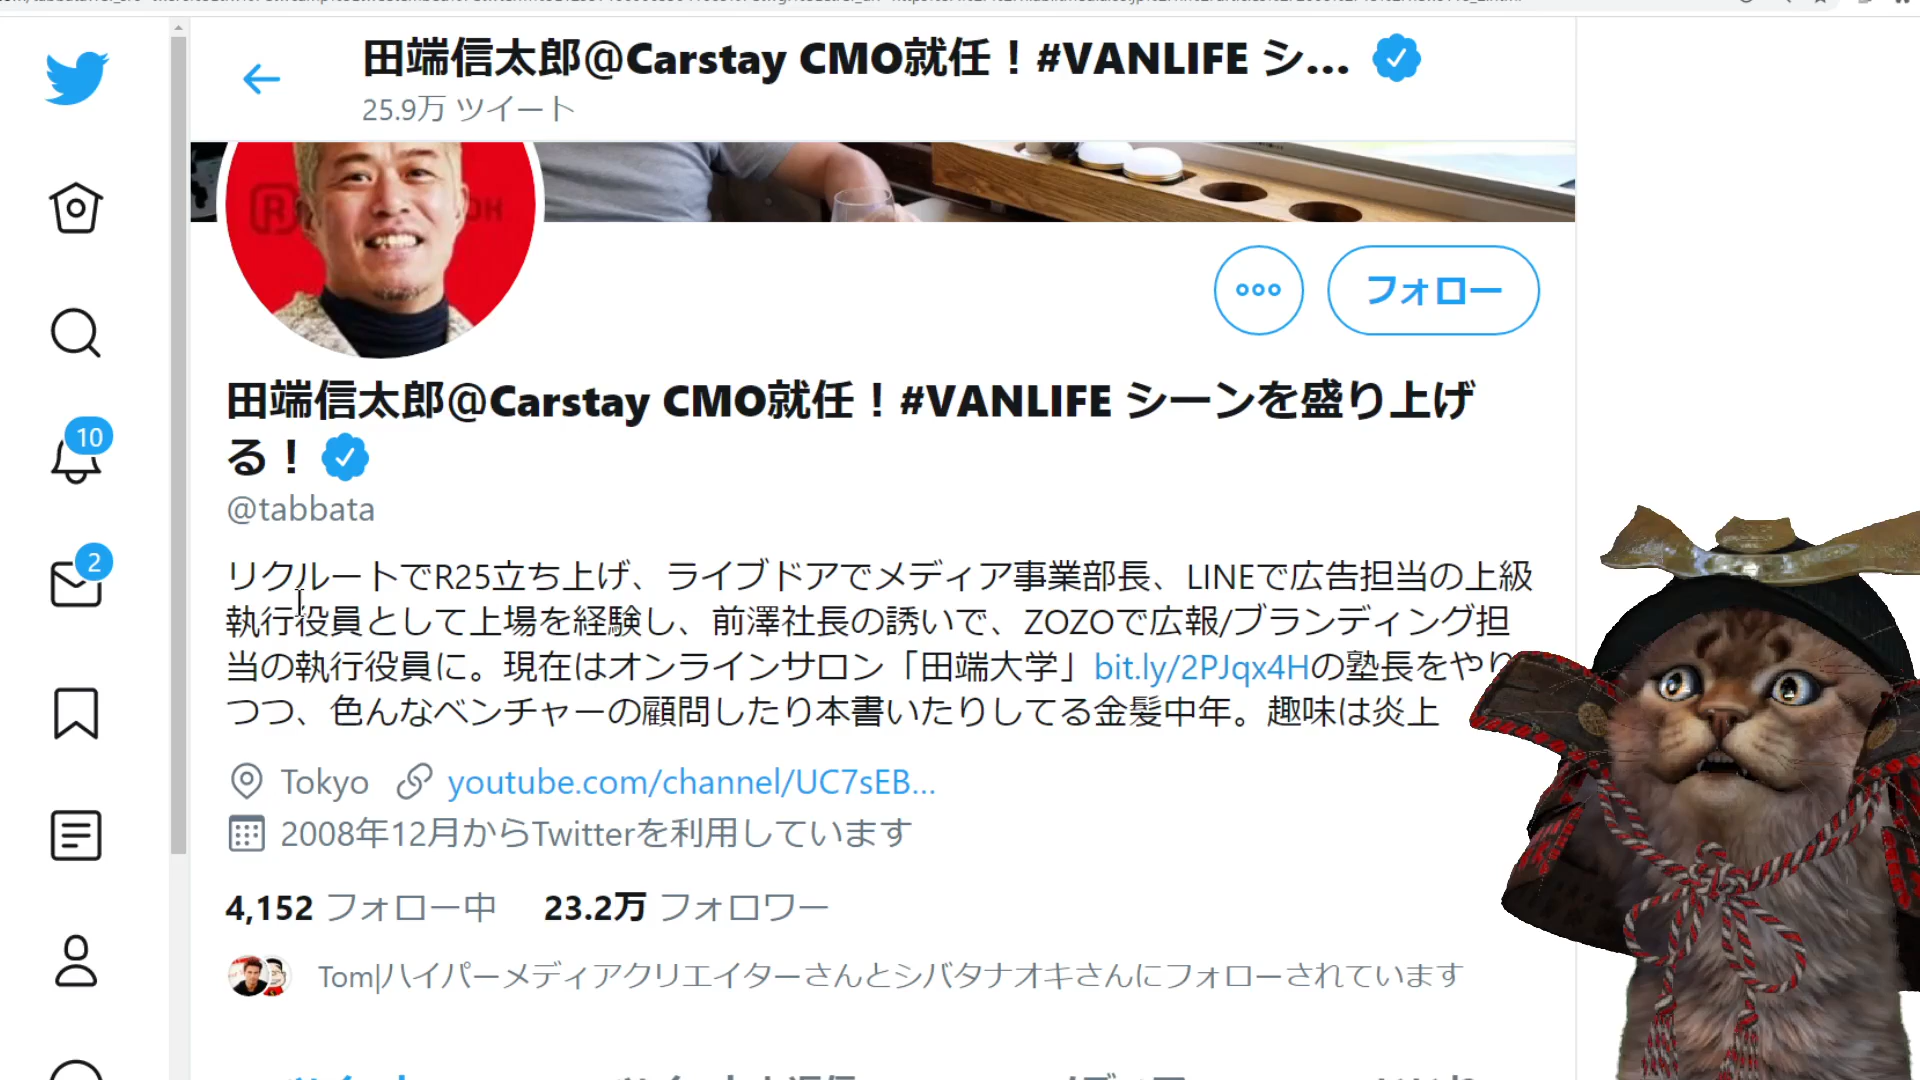 田端信太郎@Carstay CMO就任！#VANLIFE シ...
25.9万 ツイート
フォロー
田端信太郎@Carstay CMO就任！#VANLIFE シーンを盛り上げ
る！
@tabbata
10
2
リクルートでR25立ち上げ、ライブドアでメディア事業部長、LINEで広告担当の上級
執行役員として上場を経験し、前澤社長の誘いで、ZOZOで広報/ブランディング担
当の執行役員に。現在はオンラインサロン「田端大学」bit.ly/2PJqx4Hの塾長をやり
つつ、色んなベンチャーの顧問したり本書いたりしてる金髪中年。趣味は炎上
Tokyo youtube.com/channel/UC7sEB...
2008年12月からTwitterを利用しています
4,152 フォロー中 23.2万 フォロワー
Tom|ハイパーメディアクリエイターさんとシバタナオキさんにフォローされています